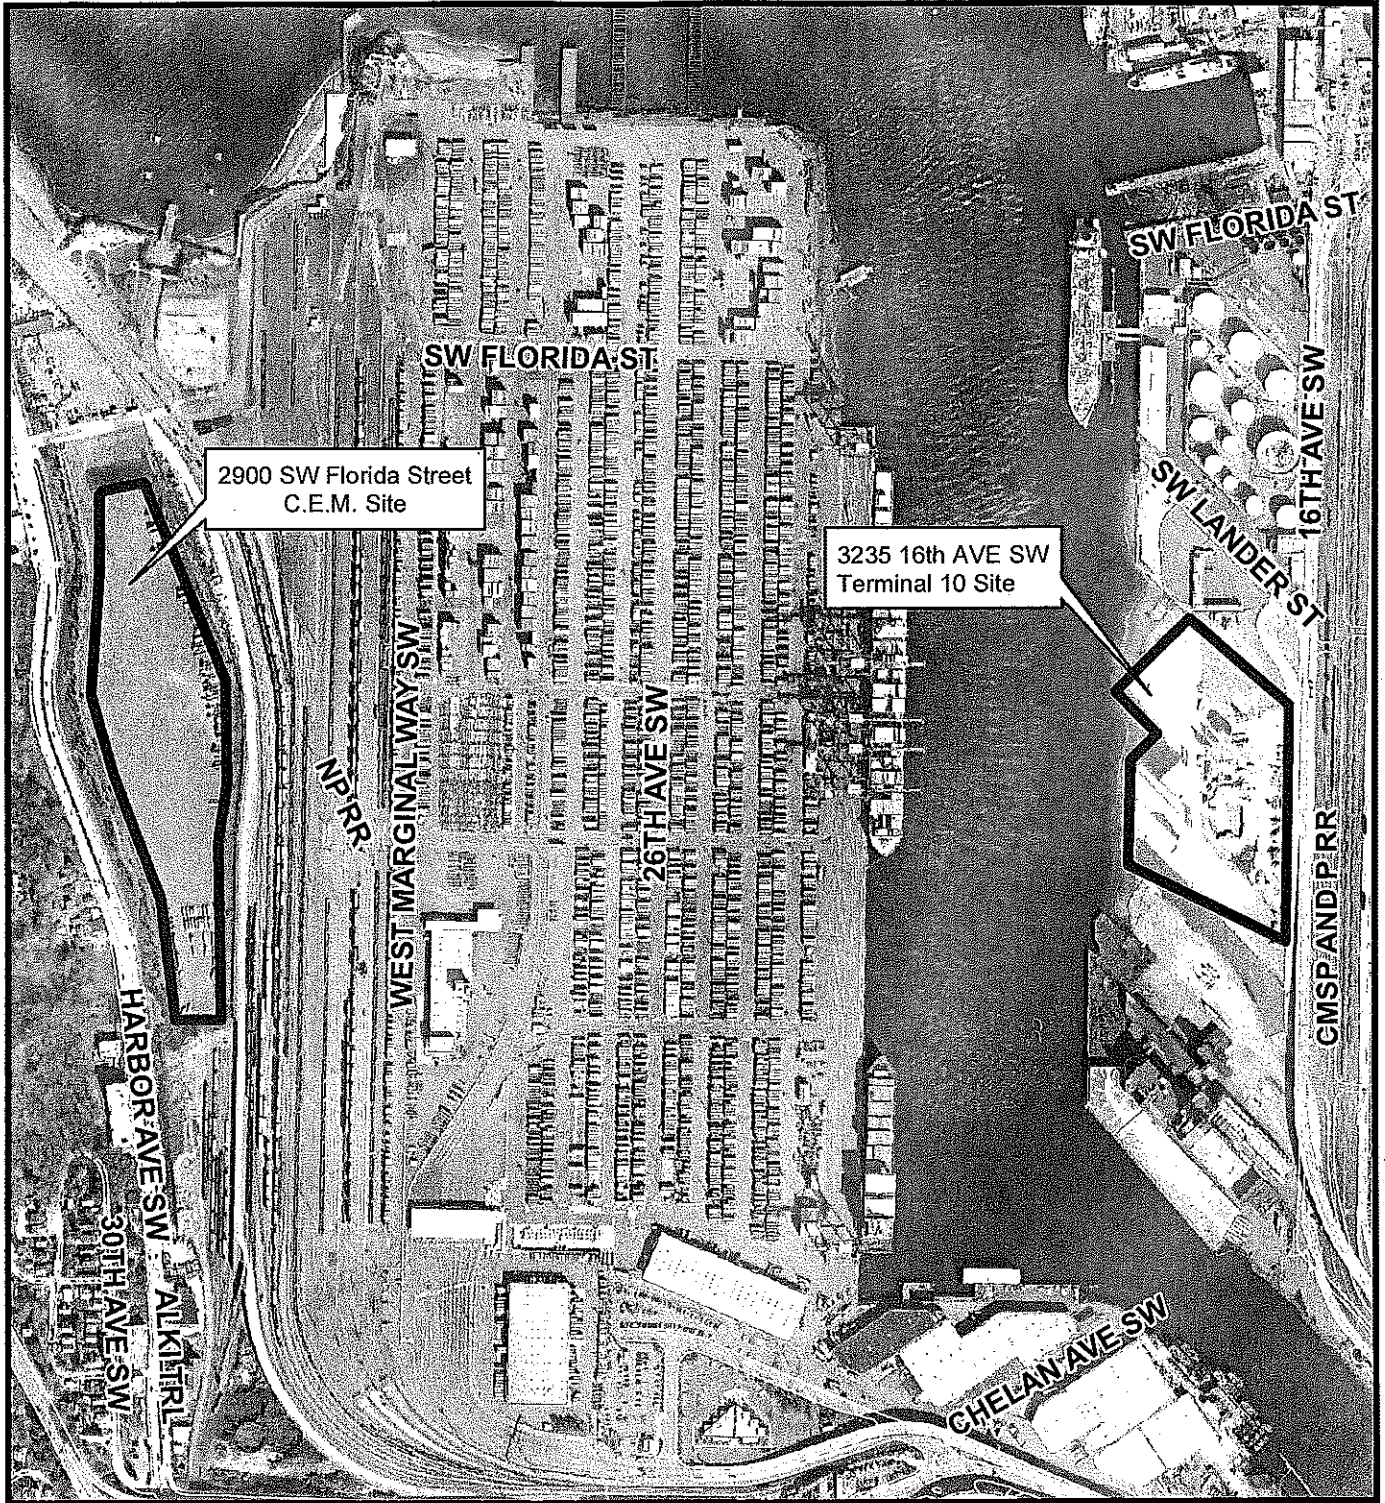 SW FLORIDA ST
SW FLORIDA ST
16TH AVE SW
2900 SW Florida Street
C.E.M. Site
SW LANDER ST
3235 16th AVE SW
Terminal 10 Site
WEST MARGINAL WAY SW
26TH AVE SW
NP RR
CMSP AND P RR
HARBOR AVE SW
30TH AVE SW
ALKI TRL
CHELAN AVE SW